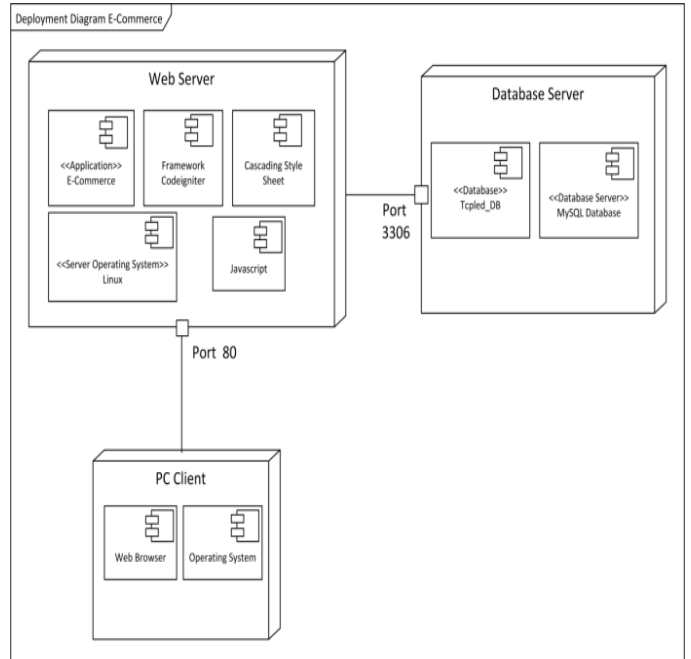 Deployment Diagram E-Commerce
Web Server
<<Application>>
E-Commerce
Framework
Codeigniter
Cascading Style
Sheet
<<Server Operating System>>
Linux
Javascript
Database Server
<<Database>>
Tcpled_DB
<<Database Server>>
MySQL Database
Port
3306
Port 80
PC Client
Web Browser
Operating System